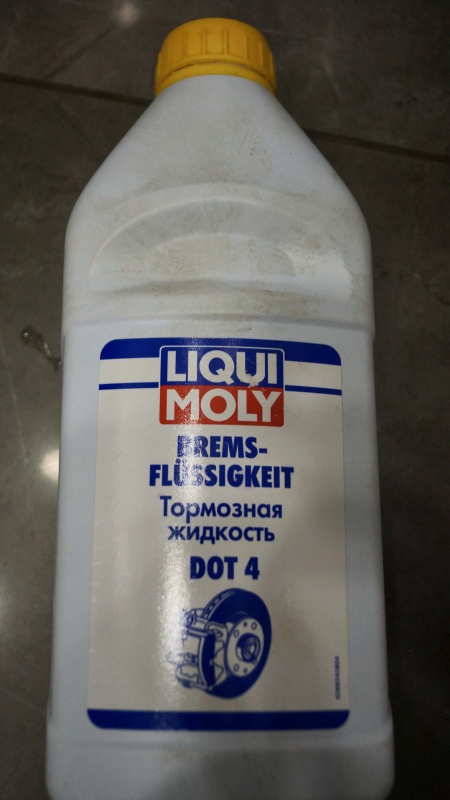 LIQUI
MOLY
BREMS-
FLÜSSIGKEIT
Тормозная
жидкость
DOT 4